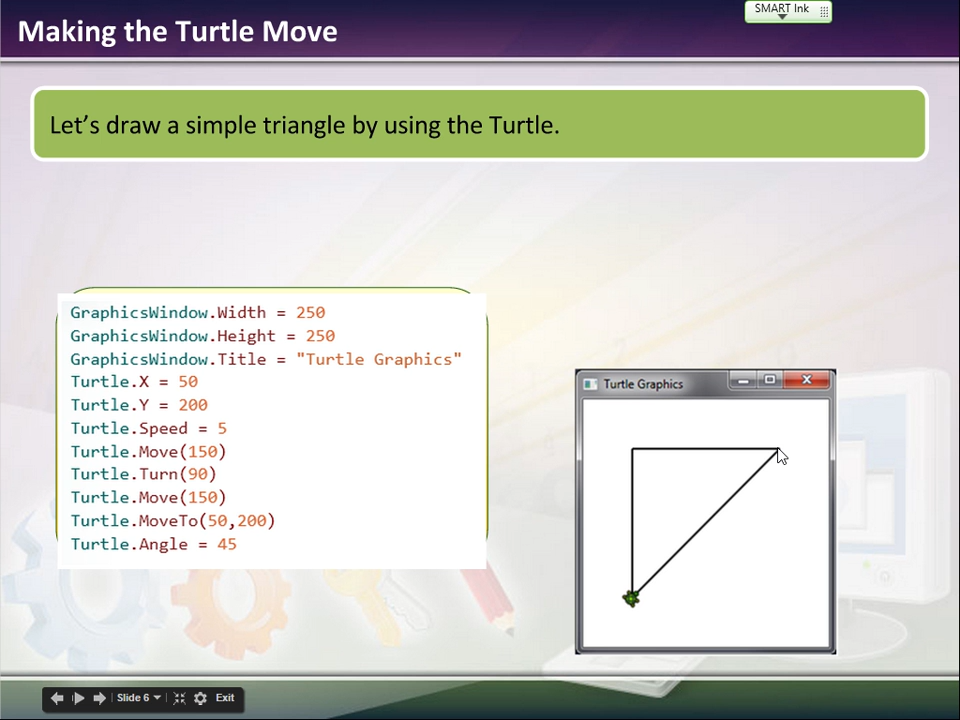 Making the Turtle Move
SMART Ink
Let's draw a simple triangle by using the Turtle.
GraphicsWindow.Width = 250
GraphicsWindow.Height = 250
GraphicsWindow.Title = "Turtle Graphics"
Turtle.X = 50
Turtle.Y = 200
Turtle.Speed = 5
Turtle.Move(150)
Turtle.Turn(90)
Turtle.Move(150)
Turtle.MoveTo(50,200)
Turtle.Angle = 45
Turtle Graphics
Slide 6
Exit